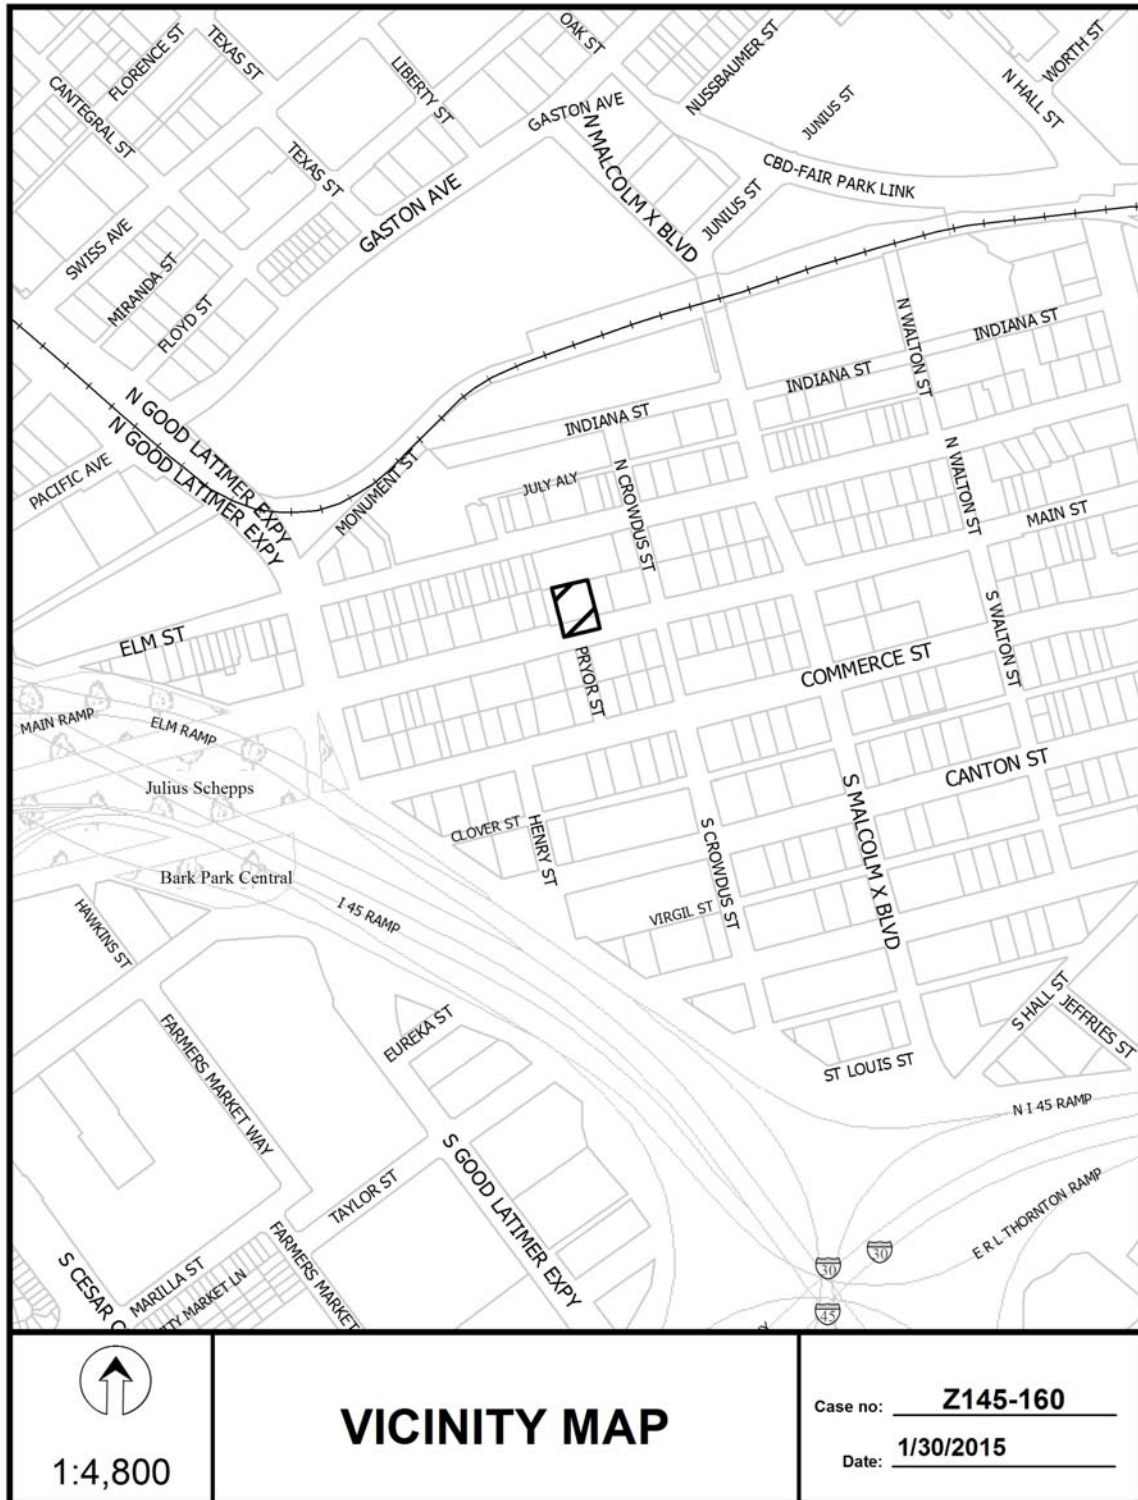 OAK ST
TEXAS ST
FLORENCE ST
NUSSBAUMER ST
WORTH ST
LIBERTY ST
N HALL ST
CANTEGRAL ST
GASTON AVE
JUNIUS ST
N MALCOLM X BLVD
TEXAS ST
CBD-FAIR PARK LINK
GASTON AVE
JUNIUS ST
SWISS AVE
MIRANDA ST
FLOYD ST
N WALTON ST
INDIANA ST
INDIANA ST
INDIANA ST
N GOOD LATIMER EXPY
N GOOD LATIMER EXPY
PACIFIC AVE
MONUMENT ST
JULY ALY
N CROWDUS ST
N WALTON ST
MAIN ST
ELM ST
S WALTON ST
COMMERCE ST
PRYOR ST
MAIN RAMP
ELM RAMP
CANTON ST
Julius Schepps
CLOVER ST
HENRY ST
S CROWDUS ST
S MALCOLM X BLVD
Bark Park Central
I 45 RAMP
VIRGIL ST
HAWKINS ST
S HALL ST
JEFFRIES ST
EUREKA ST
FARMERS MARKET WAY
ST LOUIS ST
N I 45 RAMP
S GOOD LATIMER EXPY
TAYLOR ST
E R L THORNTON RAMP
FARMERS MARKET
30
30
45
S CESAR C
MARILLA ST
ITY MARKET LN
1:4,800
VICINITY MAP
Case no: Z145-160
Date: 1/30/2015